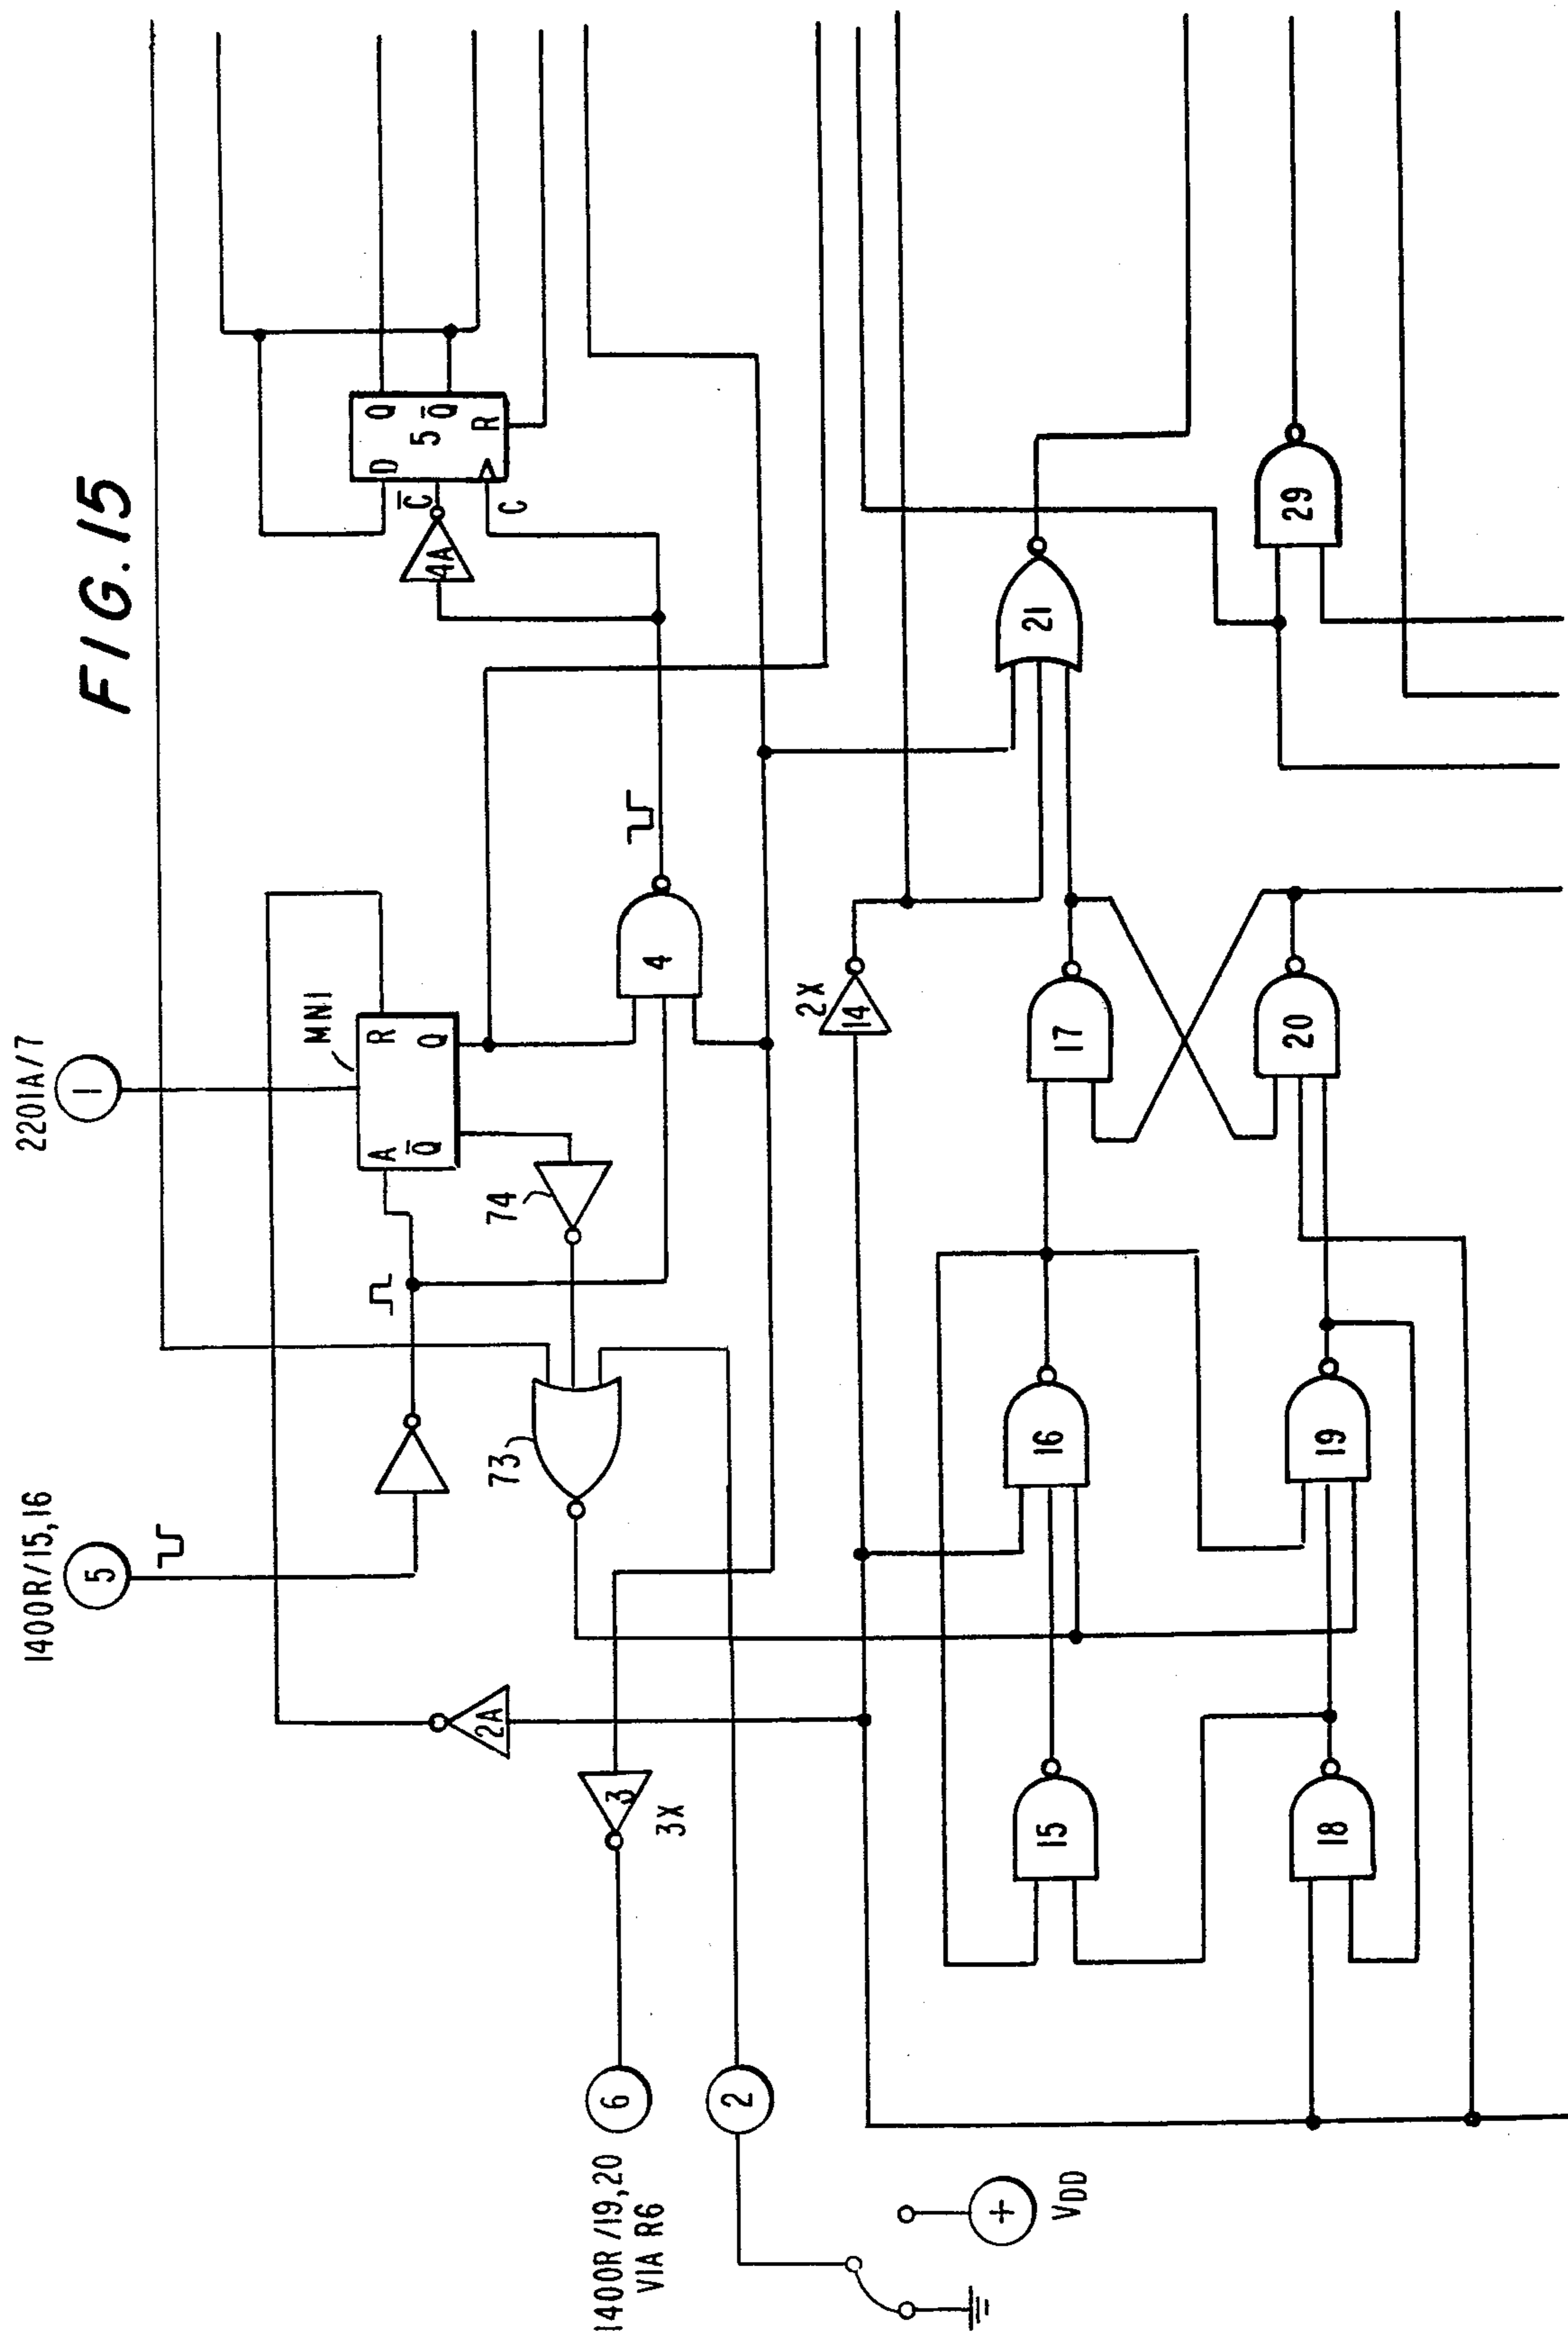 FIG. 15
2201A/7
1
1400R/15,16
5
MN1
A
R
Q̅
Q
74
73
4
4A
C̅
C
D
Q
5
Q̅
R
2A
3
3X
6
1400R/19,20
VIA R6
2
+
VDD
2X
14
15
16
17
18
19
20
21
29